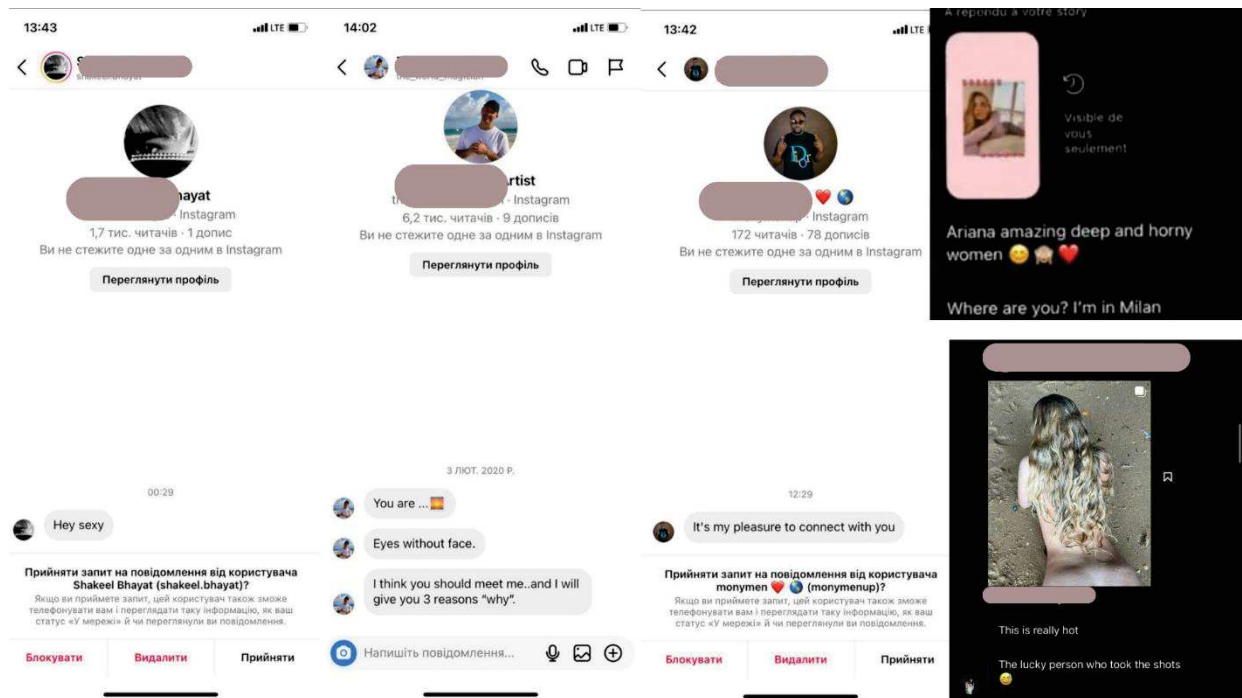 13:43
LTE
shakeel.bhayat
hayat
Instagram
1,7 тис. читачів · 1 допис
Ви не стежите одне за одним в Instagram
Переглянути профіль
00:29
Hey sexy
Прийняти запит на повідомлення від користувача
Shakeel Bhayat (shakeel.bhayat)?
Якщо ви приймете запит, цей користувач також зможе
телефонувати вам і переглядати таку інформацію, як ваш
статус «У мережі» й чи переглянули ви повідомлення.
Блокувати
Видалити
Прийняти
14:02
LTE
rtist
Instagram
6,2 тис. читачів · 9 дописів
Ви не стежите одне за одним в Instagram
Переглянути профіль
3 ЛЮТ. 2020 Р.
You are ...🌅
Eyes without face.
I think you should meet me..and I will
give you 3 reasons “why”.
Напишіть повідомлення...
13:42
LTE
❤️ 🌎
Instagram
172 читачів · 78 дописів
Ви не стежите одне за одним в Instagram
Переглянути профіль
12:29
It's my pleasure to connect with you
Прийняти запит на повідомлення від користувача
monymen ❤️ 🌎 (monymenup)?
Якщо ви приймете запит, цей користувач також зможе
телефонувати вам і переглядати таку інформацію, як ваш
статус «У мережі» й чи переглянули ви повідомлення.
Блокувати
Видалити
Прийняти
A répondu à votre story
Visible de
vous
seulement
Ariana amazing deep and horny
women 😊 🙈 ❤️
Where are you? I'm in Milan
This is really hot
The lucky person who took the shots
😄